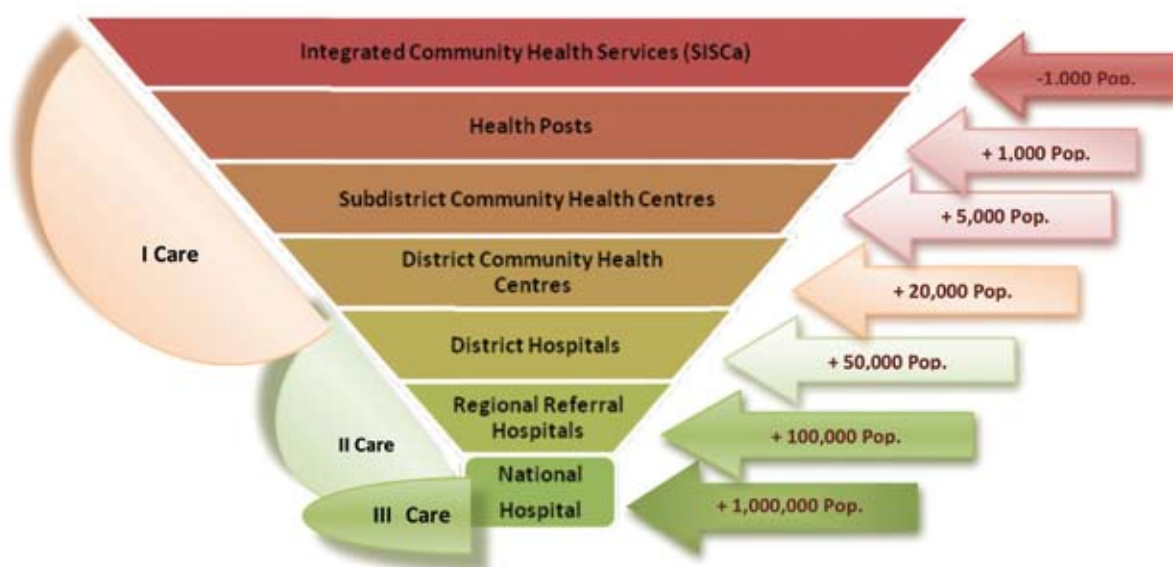 Integrated Community Health Services (SISCa)
-1.000 Pop.
Health Posts
+ 1,000 Pop.
Subdistrict Community Health Centres
+ 5,000 Pop.
I Care
District Community Health
Centres
+ 20,000 Pop.
District Hospitals
+ 50,000 Pop.
Regional Referral
Hospitals
+ 100,000 Pop.
II Care
National
Hospital
+ 1,000,000 Pop.
III Care